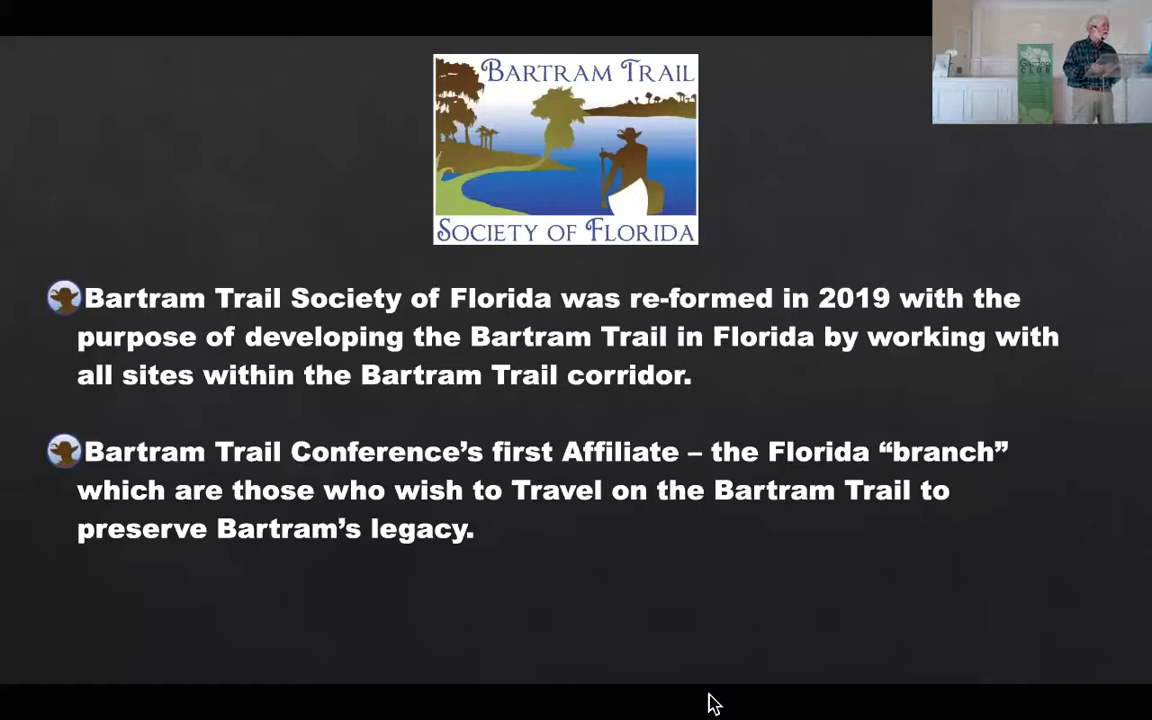 BARTRAM TRAIL
SOCIETY OF FLORIDA
Garden
CLUB
Bartram Trail Society of Florida was re-formed in 2019 with the
purpose of developing the Bartram Trail in Florida by working with
all sites within the Bartram Trail corridor.
Bartram Trail Conference’s first Affiliate – the Florida “branch”
which are those who wish to Travel on the Bartram Trail to
preserve Bartram’s legacy.